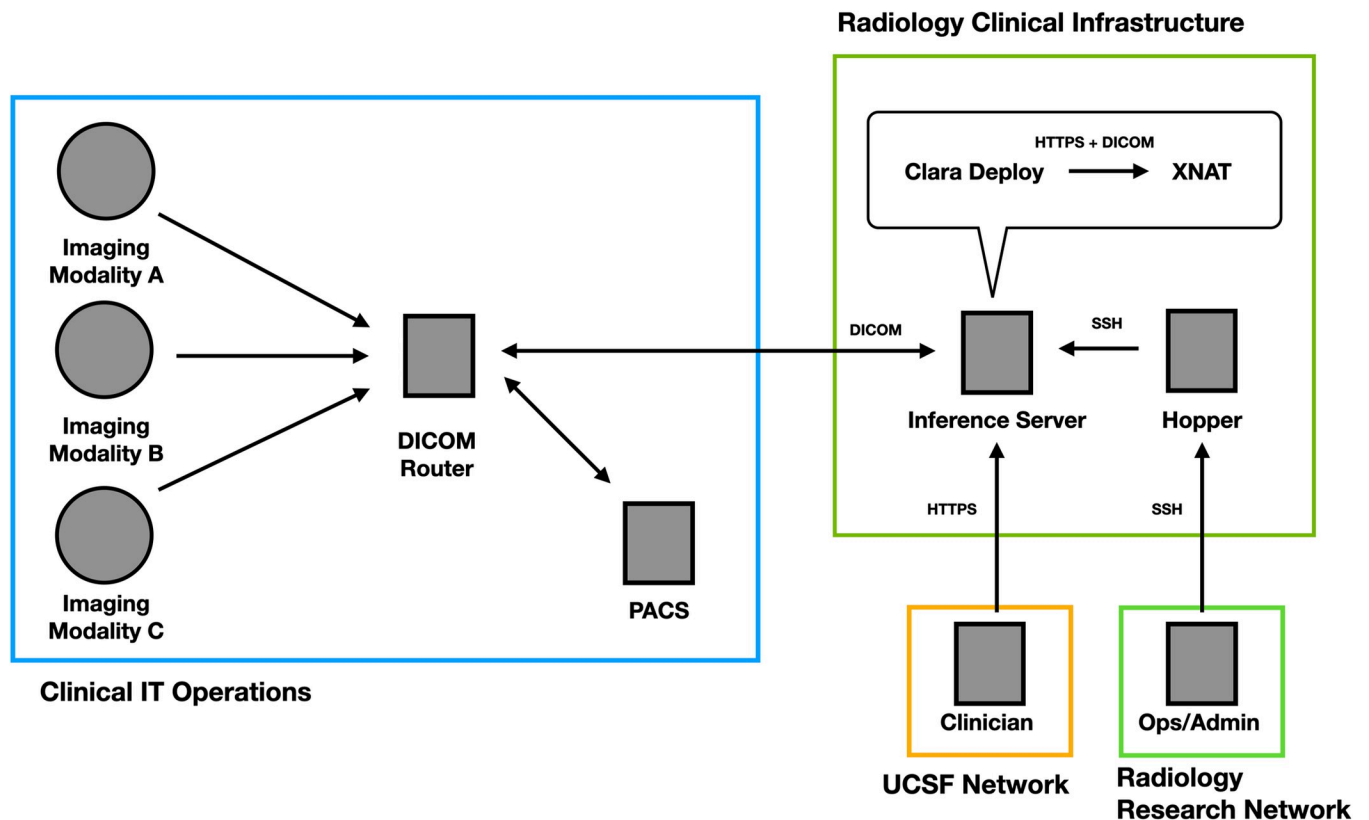 Radiology Clinical Infrastructure
HTTPS + DICOM
Clara Deploy
XNAT
Imaging
Modality A
DICOM
SSH
Imaging
Modality B
DICOM
Router
Inference Server
Hopper
HTTPS
SSH
Imaging
Modality C
PACS
Clinical IT Operations
Clinician
Ops/Admin
UCSF Network
Radiology
Research Network